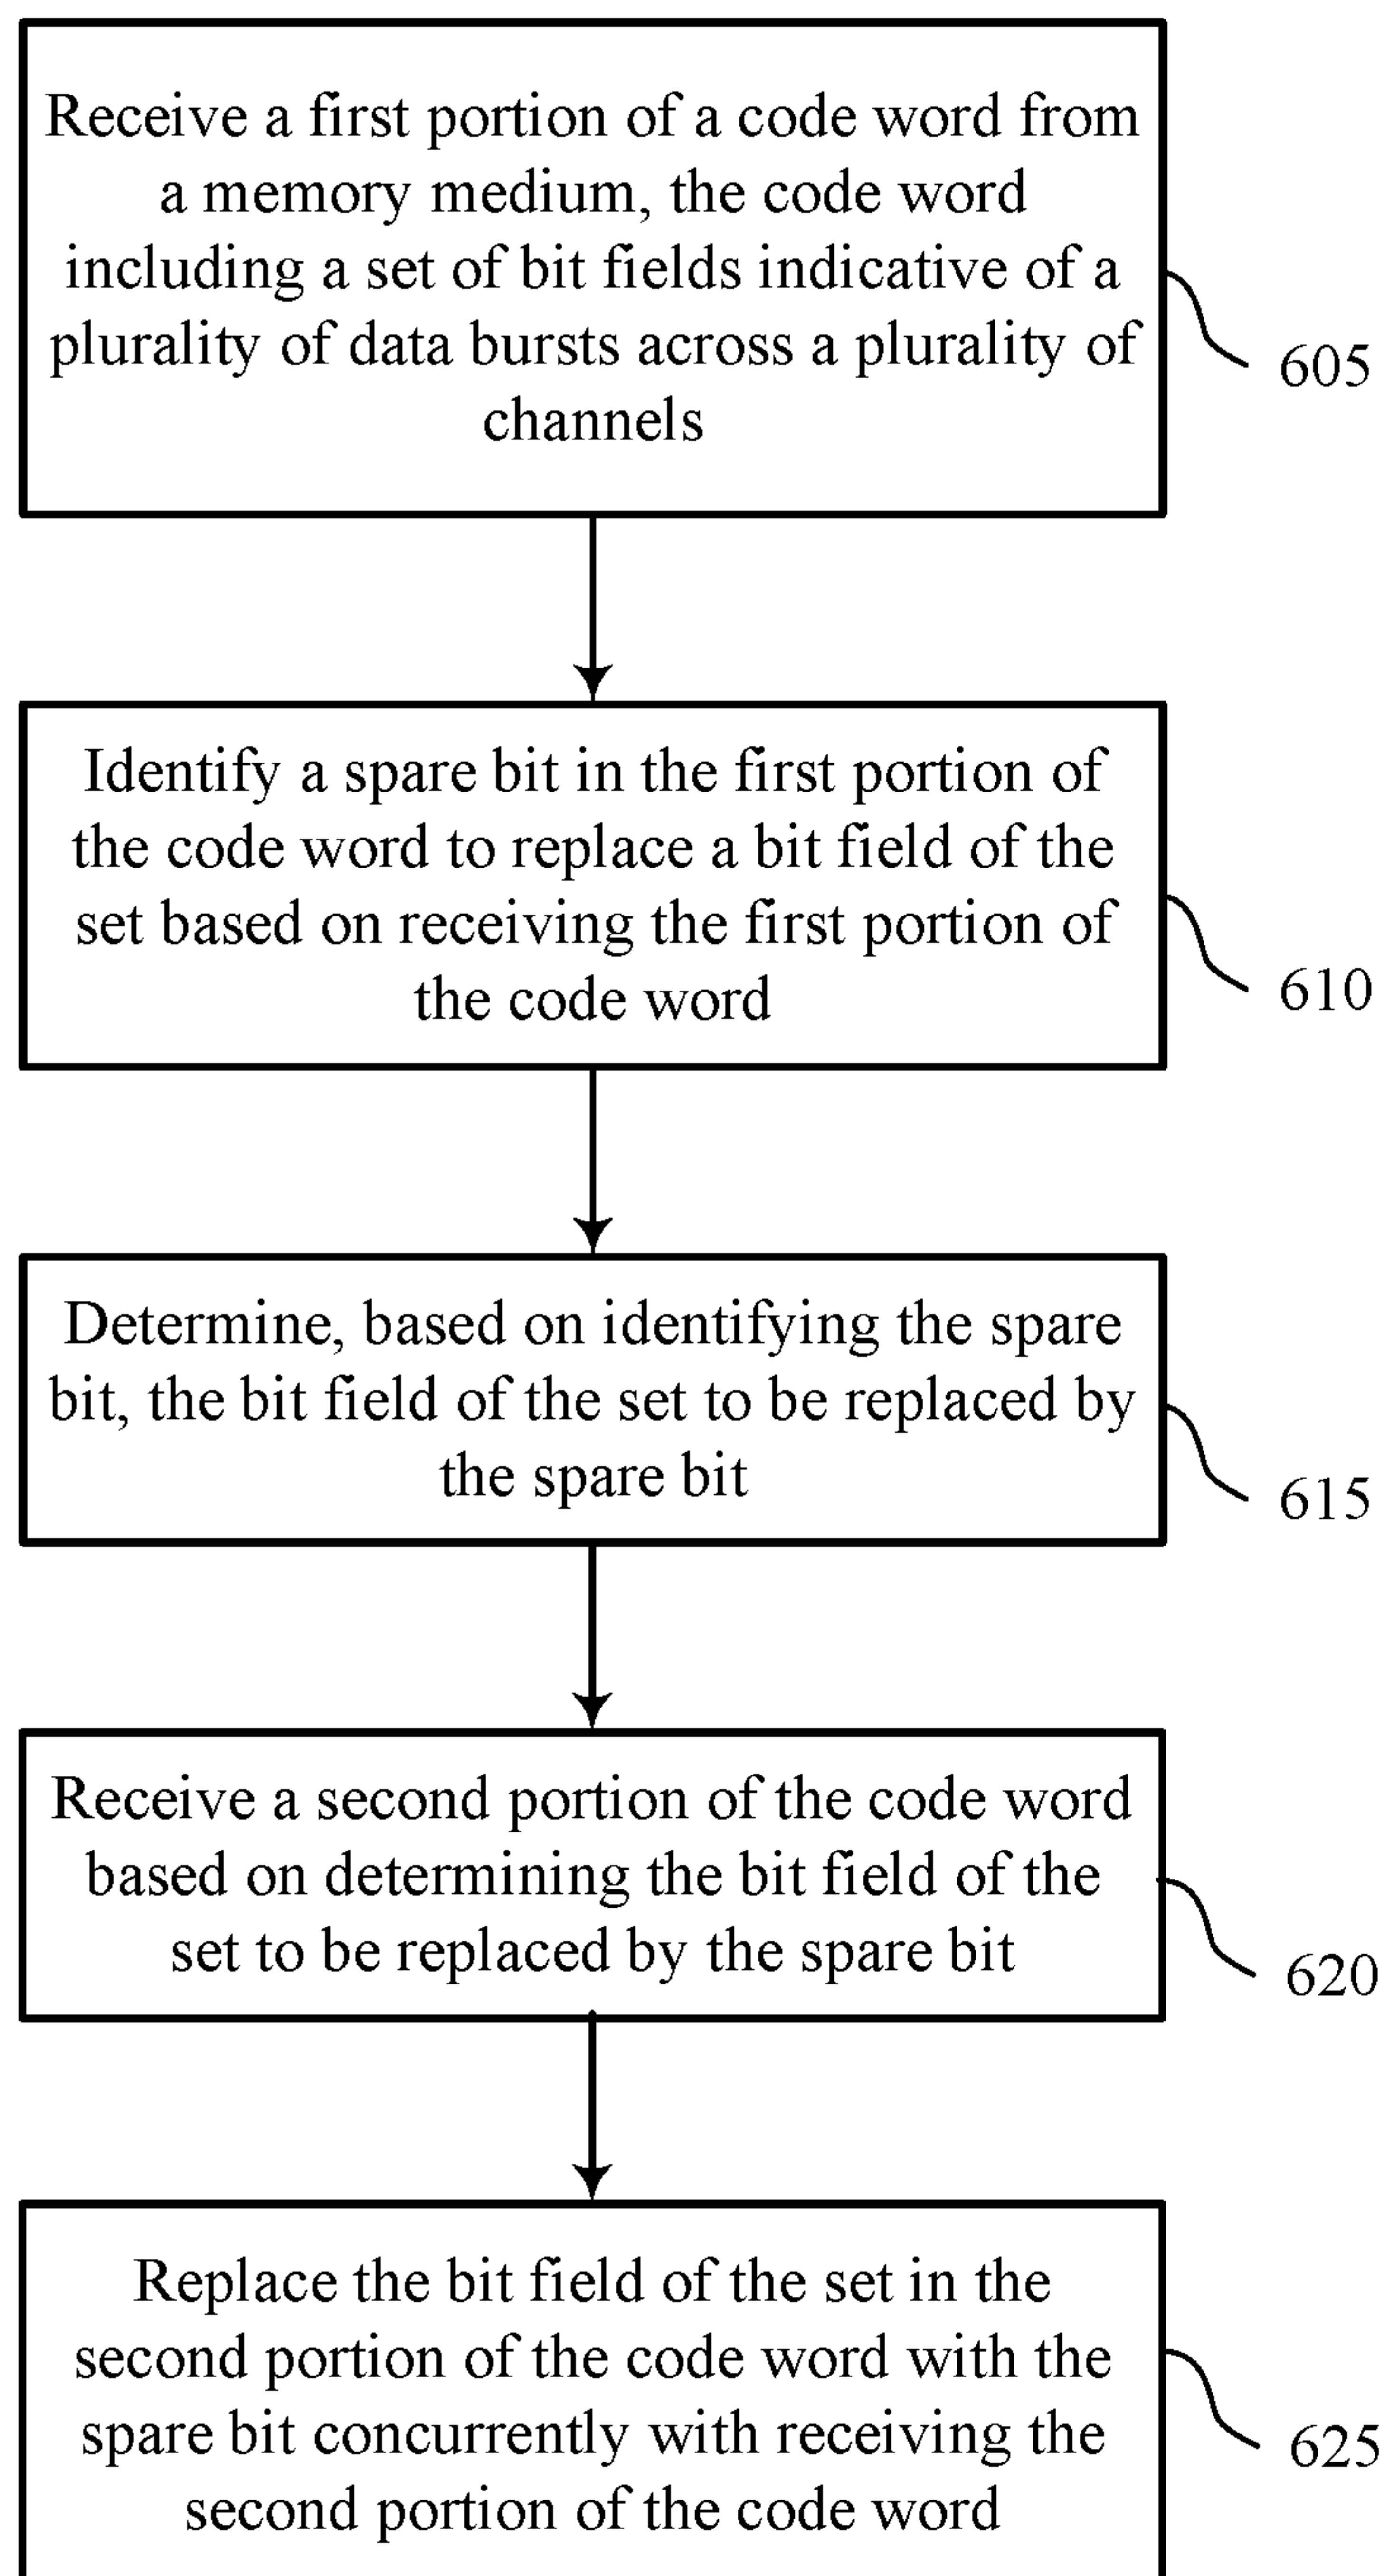 Receive a first portion of a code word from
a memory medium, the code word
including a set of bit fields indicative of a
plurality of data bursts across a plurality of
channels
605
Identify a spare bit in the first portion of
the code word to replace a bit field of the
set based on receiving the first portion of
the code word
610
Determine, based on identifying the spare
bit, the bit field of the set to be replaced by
the spare bit
615
Receive a second portion of the code word
based on determining the bit field of the
set to be replaced by the spare bit
620
Replace the bit field of the set in the
second portion of the code word with the
spare bit concurrently with receiving the
second portion of the code word
625